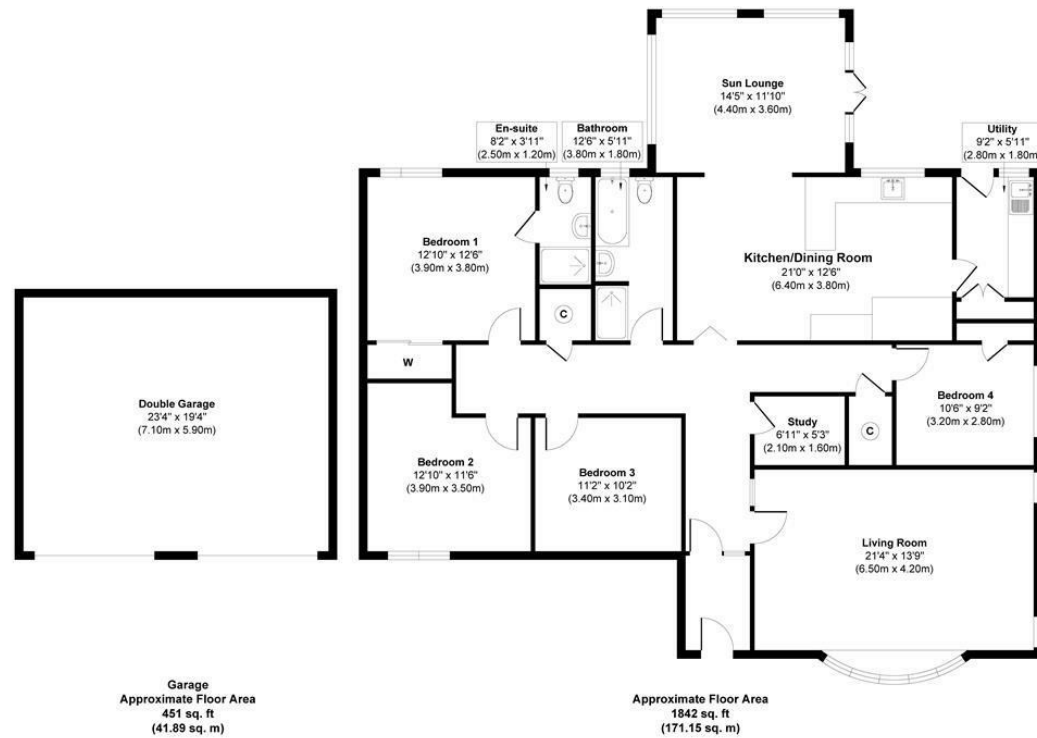 Sun Lounge
14'5" x 11'10"
(4.40m x 3.60m)
En-suite
8'2" x 3'11"
(2.50m x 1.20m)
Bathroom
12'6" x 5'11"
(3.80m x 1.80m)
Utility
9'2" x 5'11"
(2.80m x 1.80m)
Bedroom 1
12'10" x 12'6"
(3.90m x 3.80m)
Kitchen/Dining Room
21'0" x 12'6"
(6.40m x 3.80m)
C
W
Double Garage
23'4" x 19'4"
(7.10m x 5.90m)
Bedroom 4
10'6" x 9'2"
(3.20m x 2.80m)
Study
6'11" x 5'3"
(2.10m x 1.60m)
C
Bedroom 2
12'10" x 11'6"
(3.90m x 3.50m)
Bedroom 3
11'2" x 10'2"
(3.40m x 3.10m)
Living Room
21'4" x 13'9"
(6.50m x 4.20m)
Garage
Approximate Floor Area
451 sq. ft
(41.89 sq. m)
Approximate Floor Area
1842 sq. ft
(171.15 sq. m)